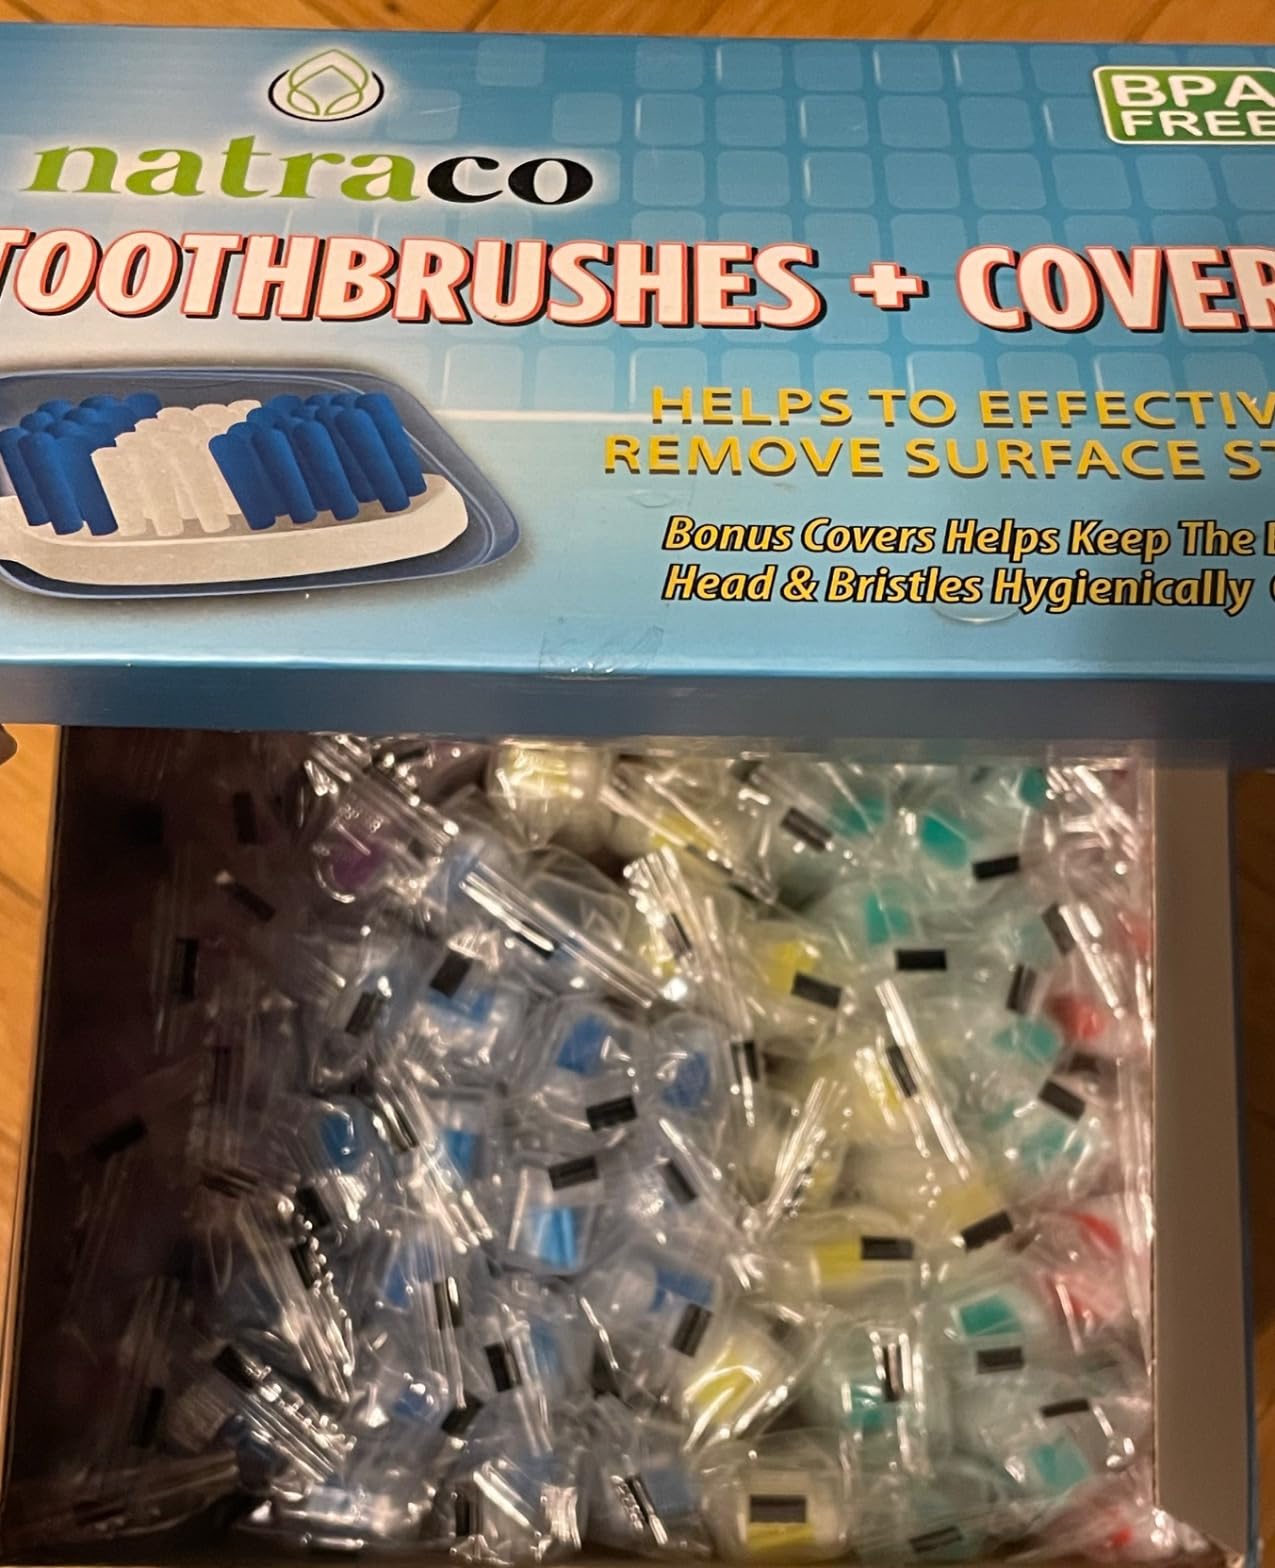 BPA
FREE
natraco
TOOTHBRUSHES + COVER
HELPS TO EFFECTIV
REMOVE SURFACE ST
Bonus Covers Helps Keep The
Head & Bristles Hygienically